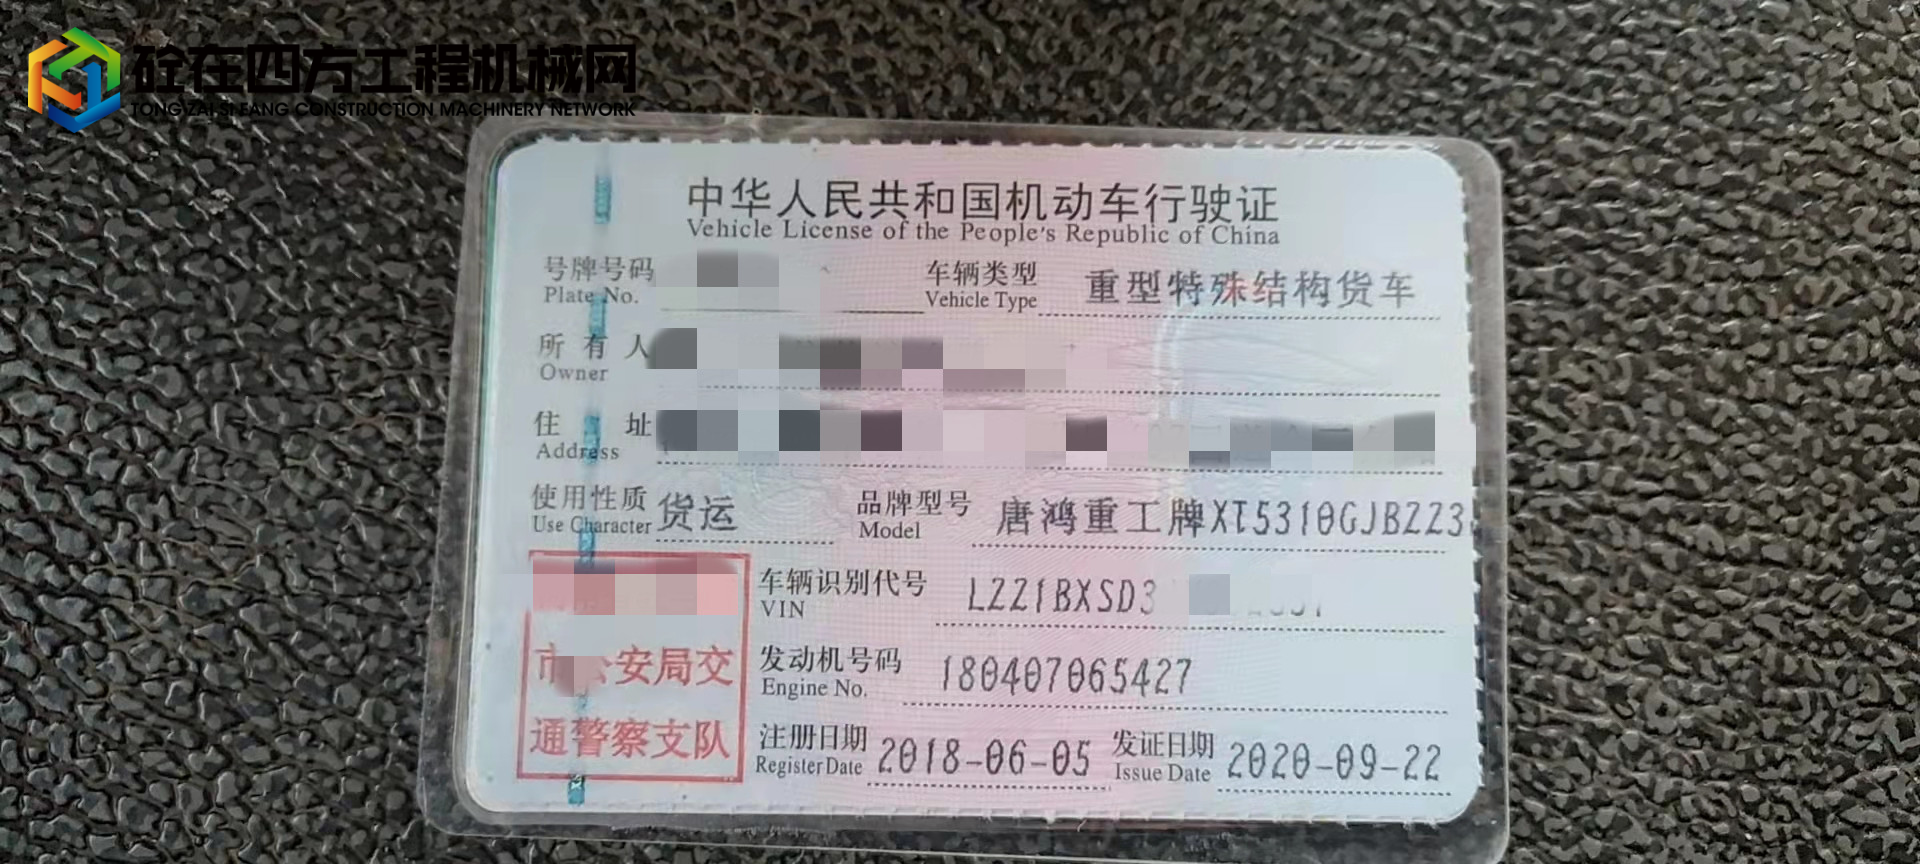 砼在四方工程机械网
TONG ZAI SI FANG CONSTRUCTION MACHINERY NETWORK
中华人民共和国机动车行驶证
Vehicle License of the People's Republic of China
号牌号码
Plate No.
车辆类型 重型特殊结构货车
Vehicle Type
所有人
Owner
住址
Address
使用性质 货运
Use Character
品牌型号 唐鸿重工牌XT5310GJBZZ3
Model
车辆识别代号 LZZ1BXSD3
VIN
市公安局交
通警察支队
发动机号码 180407065427
Engine No.
注册日期 2018-06-05
Register Date
发证日期 2020-09-22
Issue Date